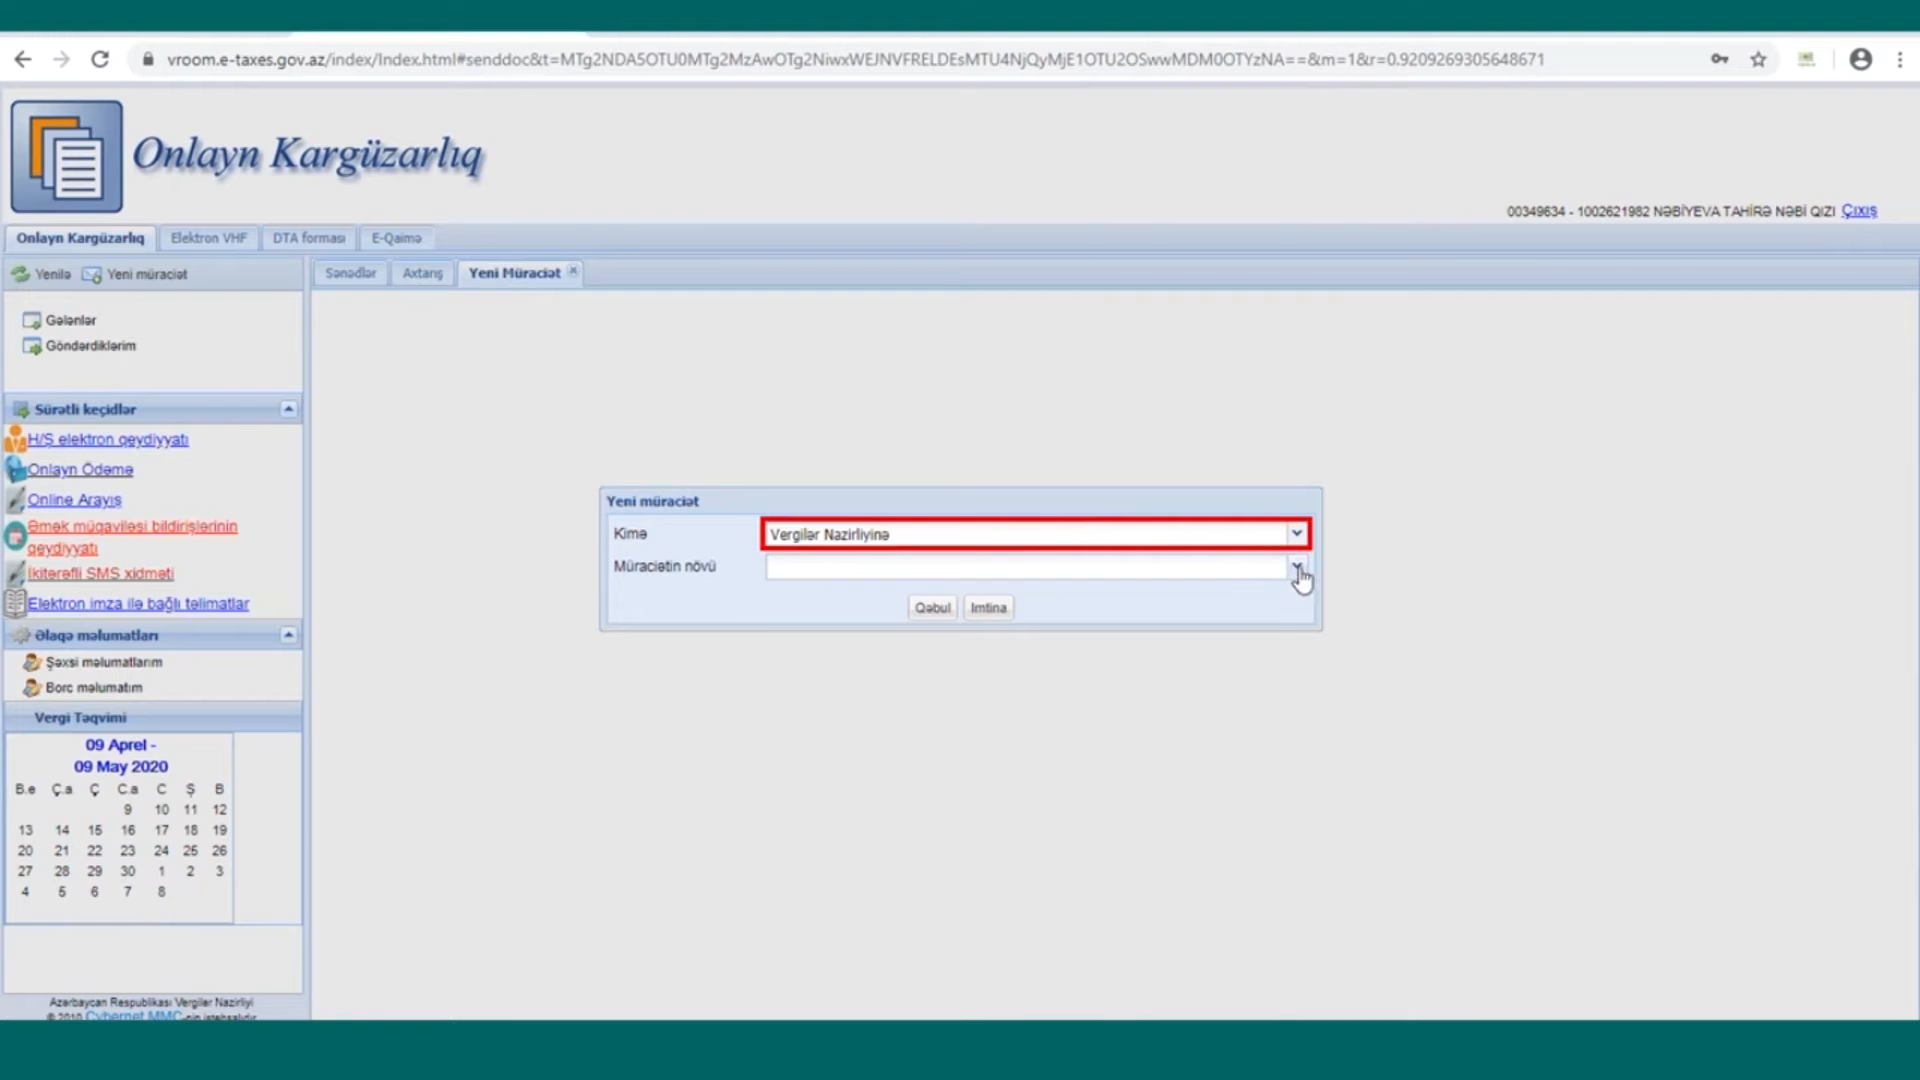 vroom.e-taxes.gov.az/index/Index.html#senddoc&t=MTg2NDA5OTU0MTg2MzAwOTg2NiwxWEJNVFRELDEsMTU4NjQyMjE1OTU2OSwwMDM0OTYzNA==&m=1&r=0.9209269305648671
Onlayn Kargüzarlıq
00349634 - 1002621982 NƏBİYEVA TAHİRƏ NƏBİ QIZI Çıxış
Onlayn Kargüzarlıq Elektron VHF DTA forması E-Qaimə
Yenilə Yeni müraciət
Sənədlər Axtarış Yeni Müraciət
Gələnlər
Göndərdiklərim
Sürətli keçidlər
H/Ş elektron qeydiyyatı
Onlayn Ödəmə
Online Arayış
Əmək müqaviləsi bildirişlərinin
qeydiyyatı
İkitərəfli SMS xidməti
Elektron imza ilə bağlı təlimatlar
Əlaqə məlumatları
Şəxsi məlumatlarım
Borc məlumatım
Vergi Təqvimi
09 Aprel -
09 May 2020
B.e Ç.a Ç C.a C Ş B
9 10 11 12
13 14 15 16 17 18 19
20 21 22 23 24 25 26
27 28 29 30 1 2 3
4 5 6 7 8
Azərbaycan Respublikası Vergilər Nazirliyi
© 2010 Cybernet MMC-nin istehsalıdır
Yeni müraciət
Kimə Vergilər Nazirliyinə
Müraciətin növü
Qəbul İmtina